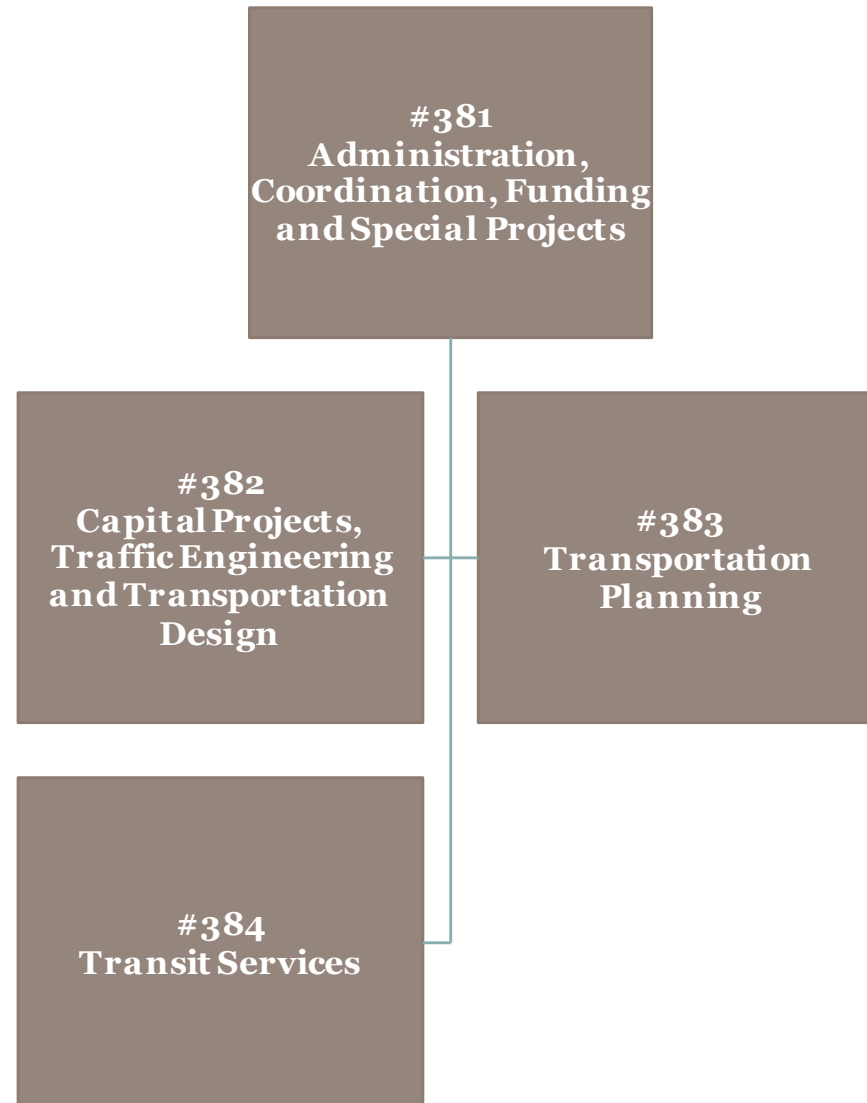 #381
Administration,
Coordination, Funding
and Special Projects
#382
Capital Projects,
Traffic Engineering
and Transportation
Design
#383
Transportation
Planning
#384
Transit Services